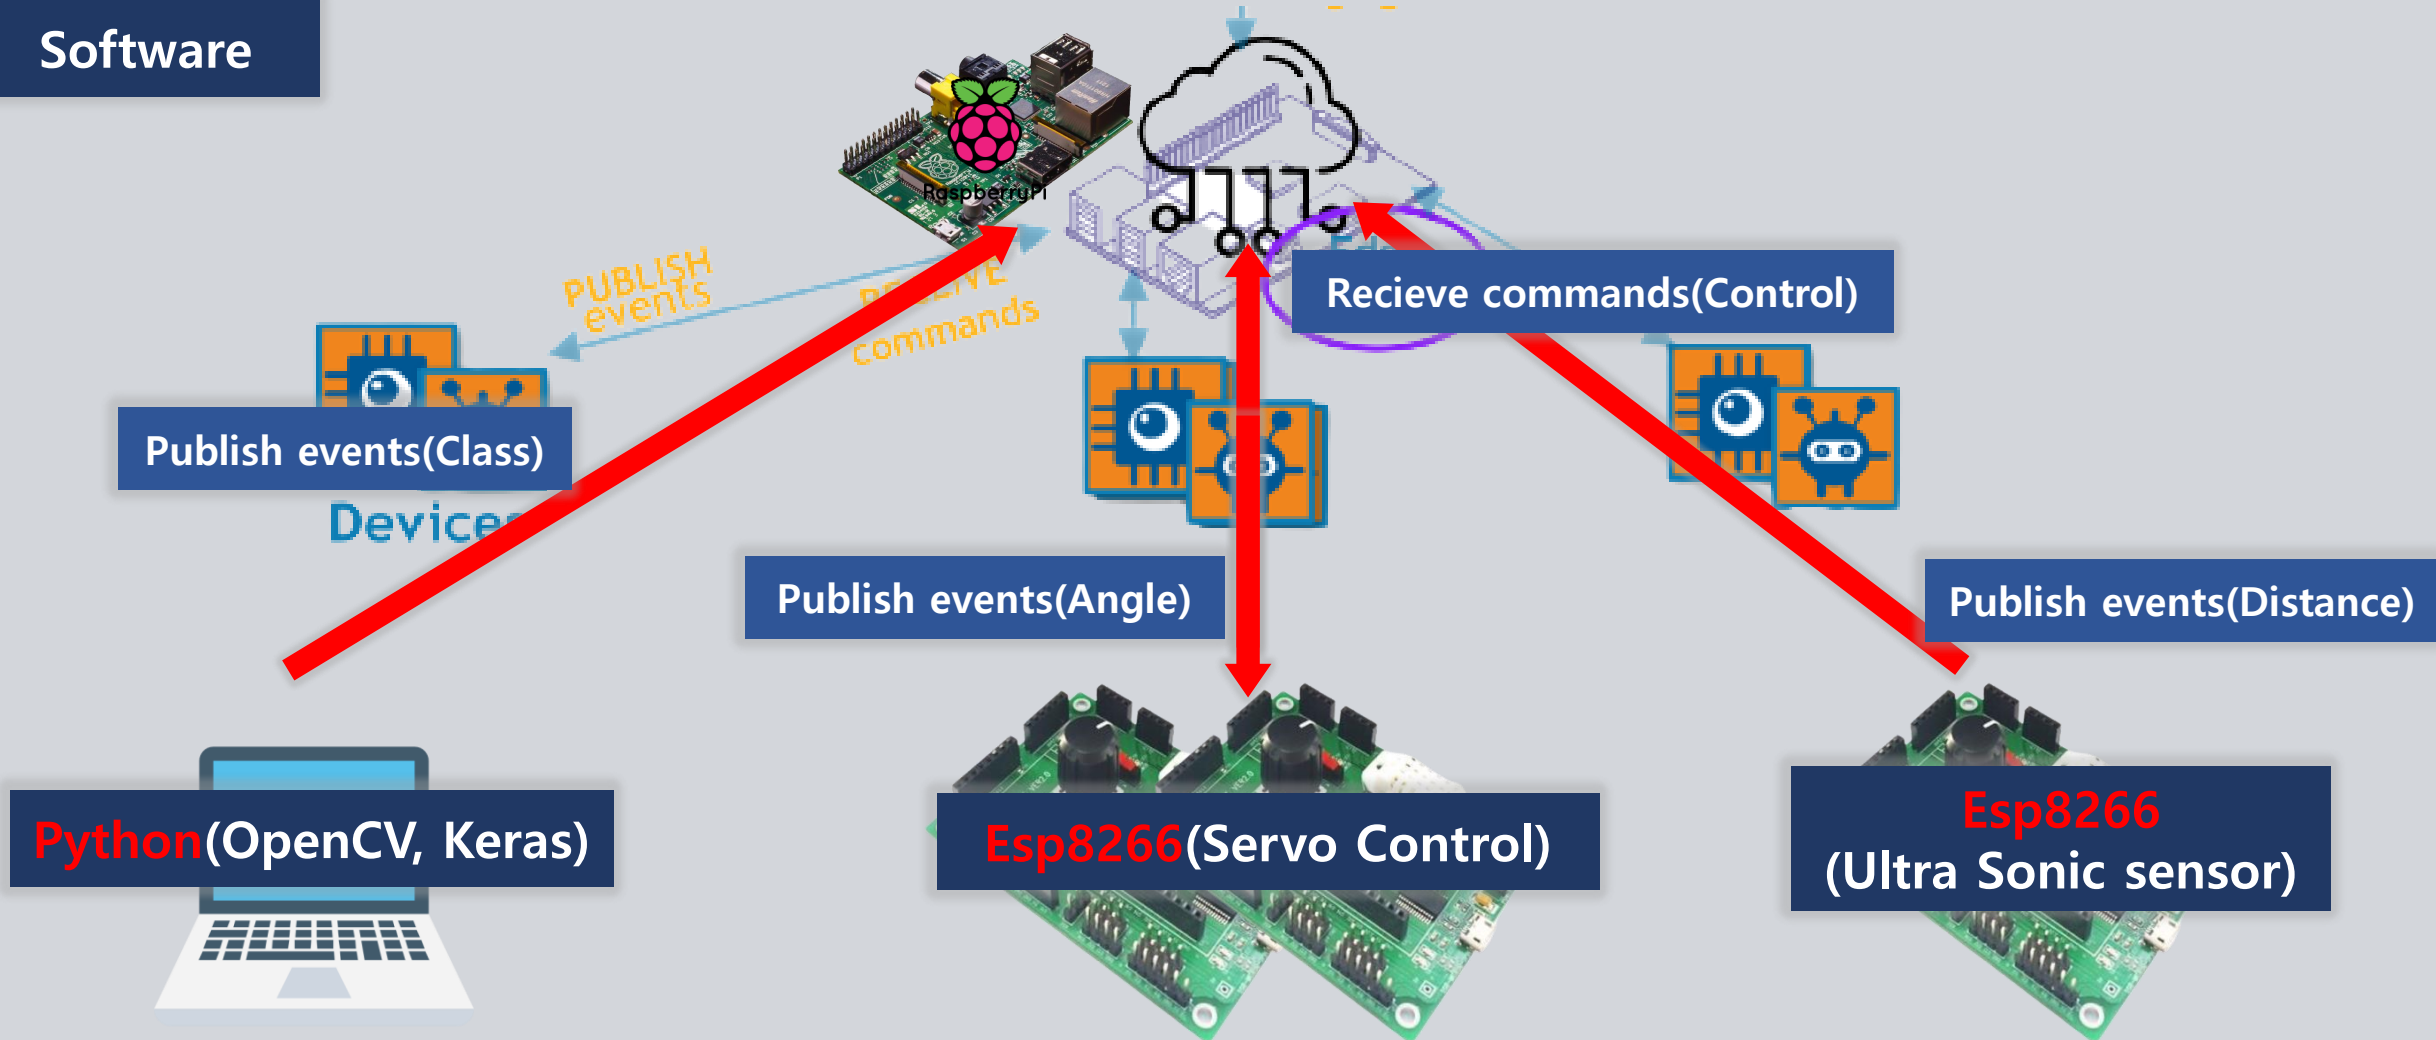 Software
RaspberryPi
PUBLISH
events
commands
Recieve commands(Control)
Publish events(Class)
Publish events(Angle)
Publish events(Distance)
Python(OpenCV, Keras)
Esp8266(Servo Control)
Esp8266
(Ultra Sonic sensor)